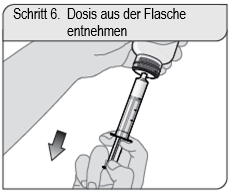 Schritt 6. Dosis aus der Flasche
entnehmen